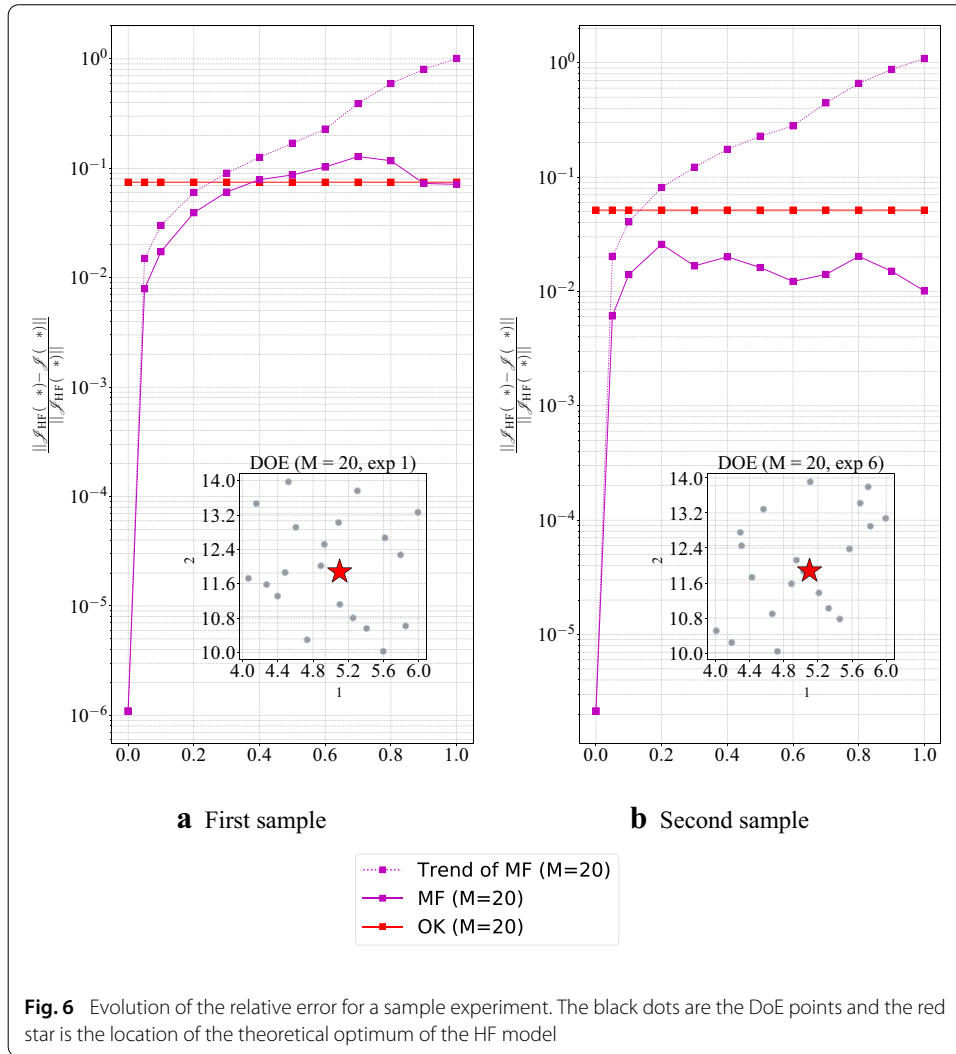 10⁰
10⁻¹
10⁻²
10⁻³
10⁻⁴
10⁻⁵
10⁻⁶
||𝒥HF( *)−𝒥( *)||
||𝒥HF( *)||
DOE (M = 20, exp 1)
14.0
13.2
12.4
11.6
10.8
10.0
2
4.0 4.8 5.2 5.6 6.0
1
0.0 0.2 0.4 0.6 0.8 1.0
a First sample
10⁰
10⁻¹
10⁻²
10⁻³
10⁻⁴
10⁻⁵
||𝒥HF( *)−𝒥( *)||
||𝒥HF( *)||
DOE (M = 20, exp 6)
14.0
13.2
12.4
11.6
10.8
10.0
2
4.0 4.8 5.2 5.6 6.0
1
0.0 0.2 0.4 0.6 0.8 1.0
b Second sample
Trend of MF (M=20)
MF (M=20)
OK (M=20)
Fig. 6 Evolution of the relative error for a sample experiment. The black dots are the DoE points and the red
star is the location of the theoretical optimum of the HF model